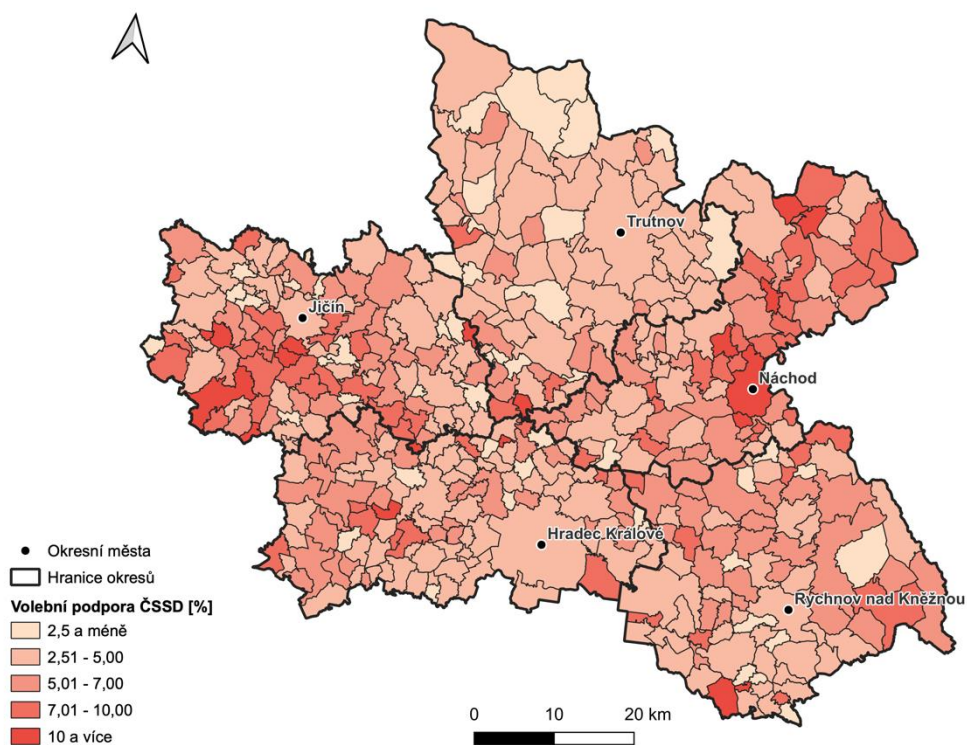 Trutnov
Jičín
Náchod
Hradec Králové
Rychnov nad Kněžnou
Okresní města
Hranice okresů
Volební podpora ČSSD [%]
2,5 a méně
2,51 - 5,00
5,01 - 7,00
7,01 - 10,00
10 a více
0 10 20 km